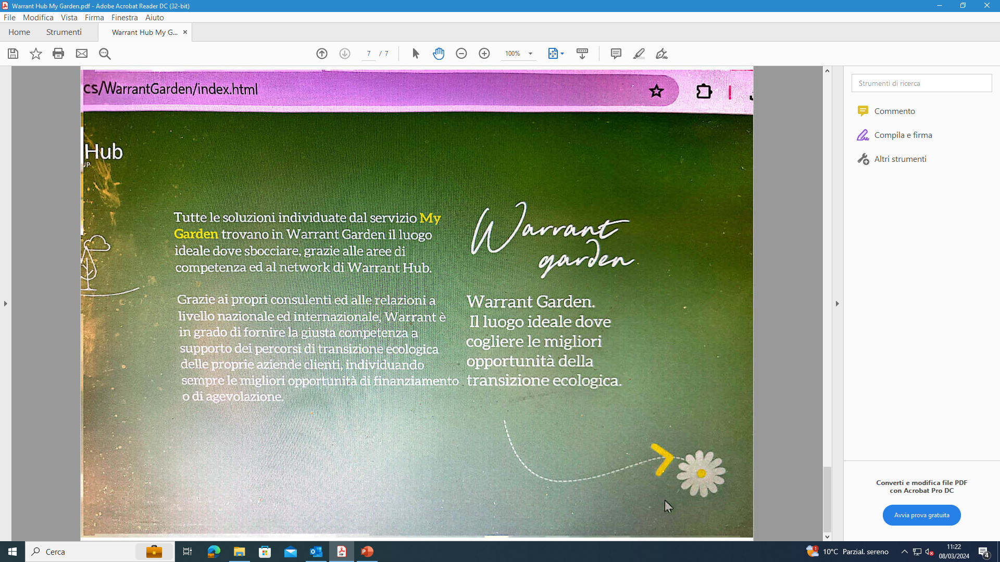 Warrant Hub My Garden.pdf - Adobe Acrobat Reader DC (32-bit)
File Modifica Vista Firma Finestra Aiuto
Home Strumenti Warrant Hub My G...
7 / 7 100%
cs/WarrantGarden/index.html
Hub
UP
Tutte le soluzioni individuate dal servizio My
Garden trovano in Warrant Garden il luogo
ideale dove sbocciare, grazie alle aree di
competenza ed al network di Warrant Hub.
Grazie ai propri consulenti ed alle relazioni a
livello nazionale ed internazionale, Warrant è
in grado di fornire la giusta competenza a
supporto dei percorsi di transizione ecologica
delle proprie aziende clienti, individuando
sempre le migliori opportunità di finanziamento
o di agevolazione.
Warrant
garden
Warrant Garden.
Il luogo ideale dove
cogliere le migliori
opportunità della
transizione ecologica.
Strumenti di ricerca
Commento
Compila e firma
Altri strumenti
Converti e modifica file PDF
con Acrobat Pro DC
Avvia prova gratuita
Cerca
1
10°C Parzial. sereno
11:22
08/03/2024
4